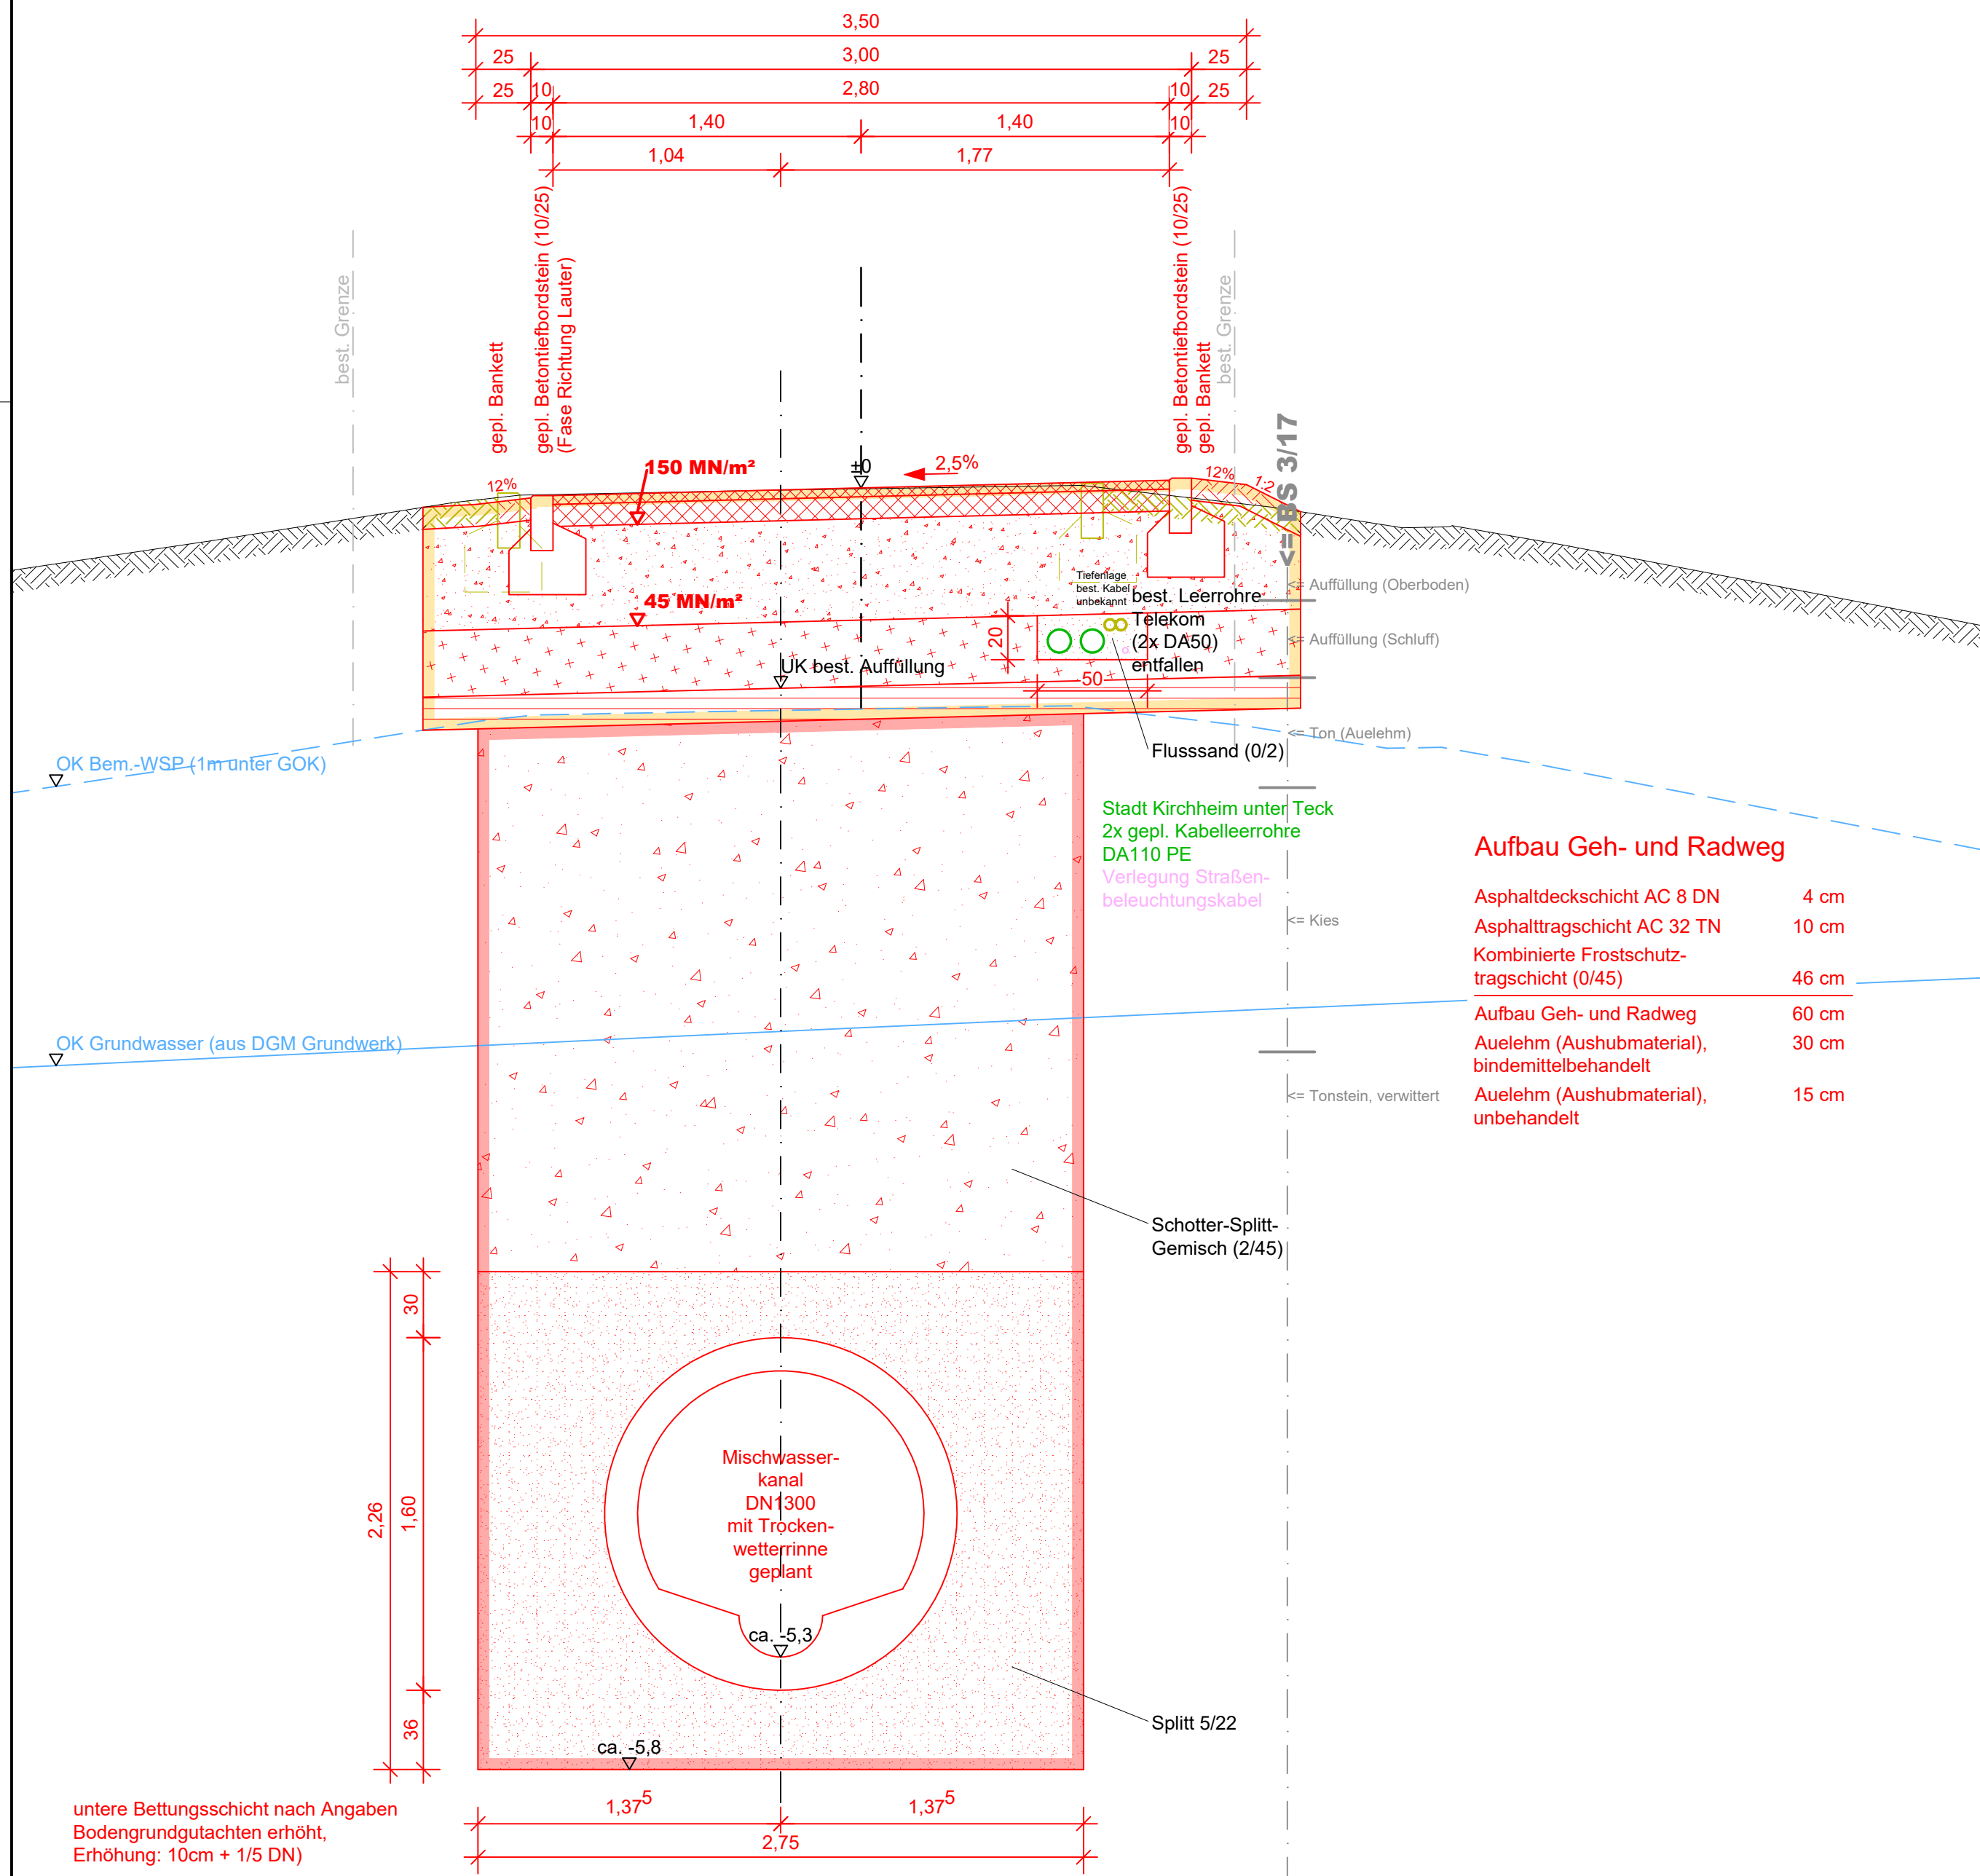 3,50
25
3,00
25
25
10
2,80
10
25
10
1,40
1,40
10
1,04
1,77
best. Grenze
gepl. Bankett
gepl. Betontiefbordstein (10/25)
(Fase Richtung Lauter)
gepl. Betontiefbordstein (10/25)
gepl. Bankett
best. Grenze
<= BS 3/17
12%
150 MN/m²
±0
2,5%
12%
1:2
45 MN/m²
Tiefenlage
best. Kabel
unbekannt
best. Leerrohre
Telekom
(2x DA50)
entfallen
20
50
UK best. Auffüllung
<= Auffüllung (Oberboden)
<= Auffüllung (Schluff)
<= Ton (Auelehm)
<= Kies
<= Tonstein, verwittert
Flusssand (0/2)
OK Bem.-WSP (1m unter GOK)
OK Grundwasser (aus DGM Grundwerk)
Stadt Kirchheim unter Teck
2x gepl. Kabelleerrohre
DA110 PE
Verlegung Straßen-
beleuchtungskabel
Aufbau Geh- und Radweg
Asphaltdeckschicht AC 8 DN 4 cm
Asphalttragschicht AC 32 TN 10 cm
Kombinierte Frostschutz-
tragschicht (0/45) 46 cm
Aufbau Geh- und Radweg 60 cm
Auelehm (Aushubmaterial), 30 cm
bindemittelbehandelt
Auelehm (Aushubmaterial), 15 cm
unbehandelt
Schotter-Splitt-
Gemisch (2/45)
30
1,60
2,26
36
Mischwasser-
kanal
DN1300
mit Trocken-
wetterrinne
geplant
ca. -5,3
Splitt 5/22
ca. -5,8
1,37⁵
1,37⁵
2,75
untere Bettungsschicht nach Angaben
Bodengrundgutachten erhöht,
Erhöhung: 10cm + 1/5 DN)